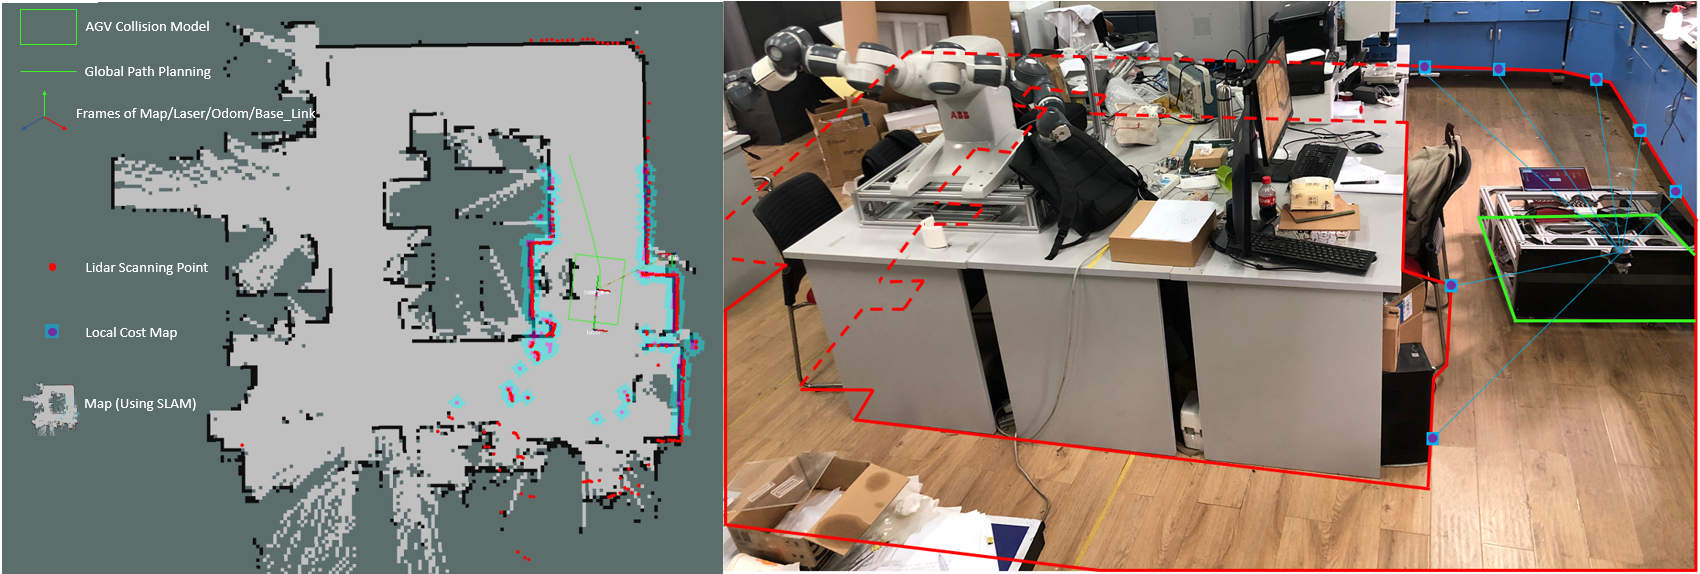 AGV Collision Model
Global Path Planning
Frames of Map/Laser/Odom/Base_Link
Lidar Scanning Point
Local Cost Map
Map (Using SLAM)
ABB